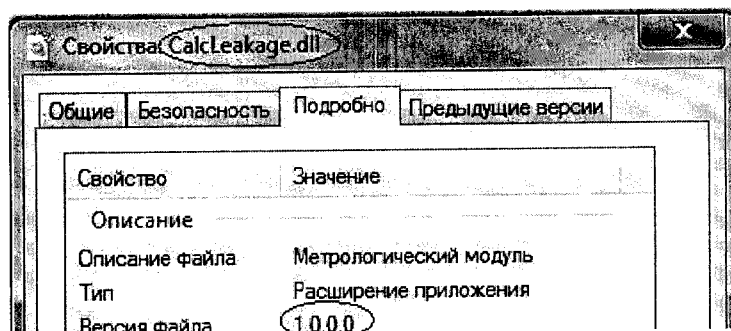 Свойства: CalcLeakage.dll
Общие Безопасность Подробно Предыдущие версии
Свойство Значение
Описание
Описание файла Метрологический модуль
Тип Расширение приложения
Версия файла 1.0.0.0